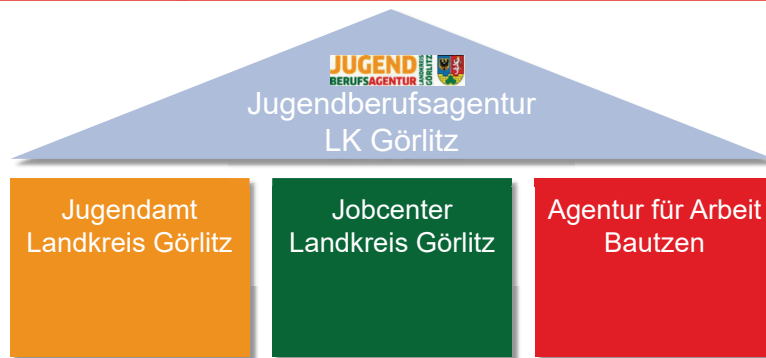 JUGEND
BERUFSAGENTUR
LANDKREIS
GÖRLITZ
Jugendberufsagentur
LK Görlitz
Jugendamt
Landkreis Görlitz
Jobcenter
Landkreis Görlitz
Agentur für Arbeit
Bautzen